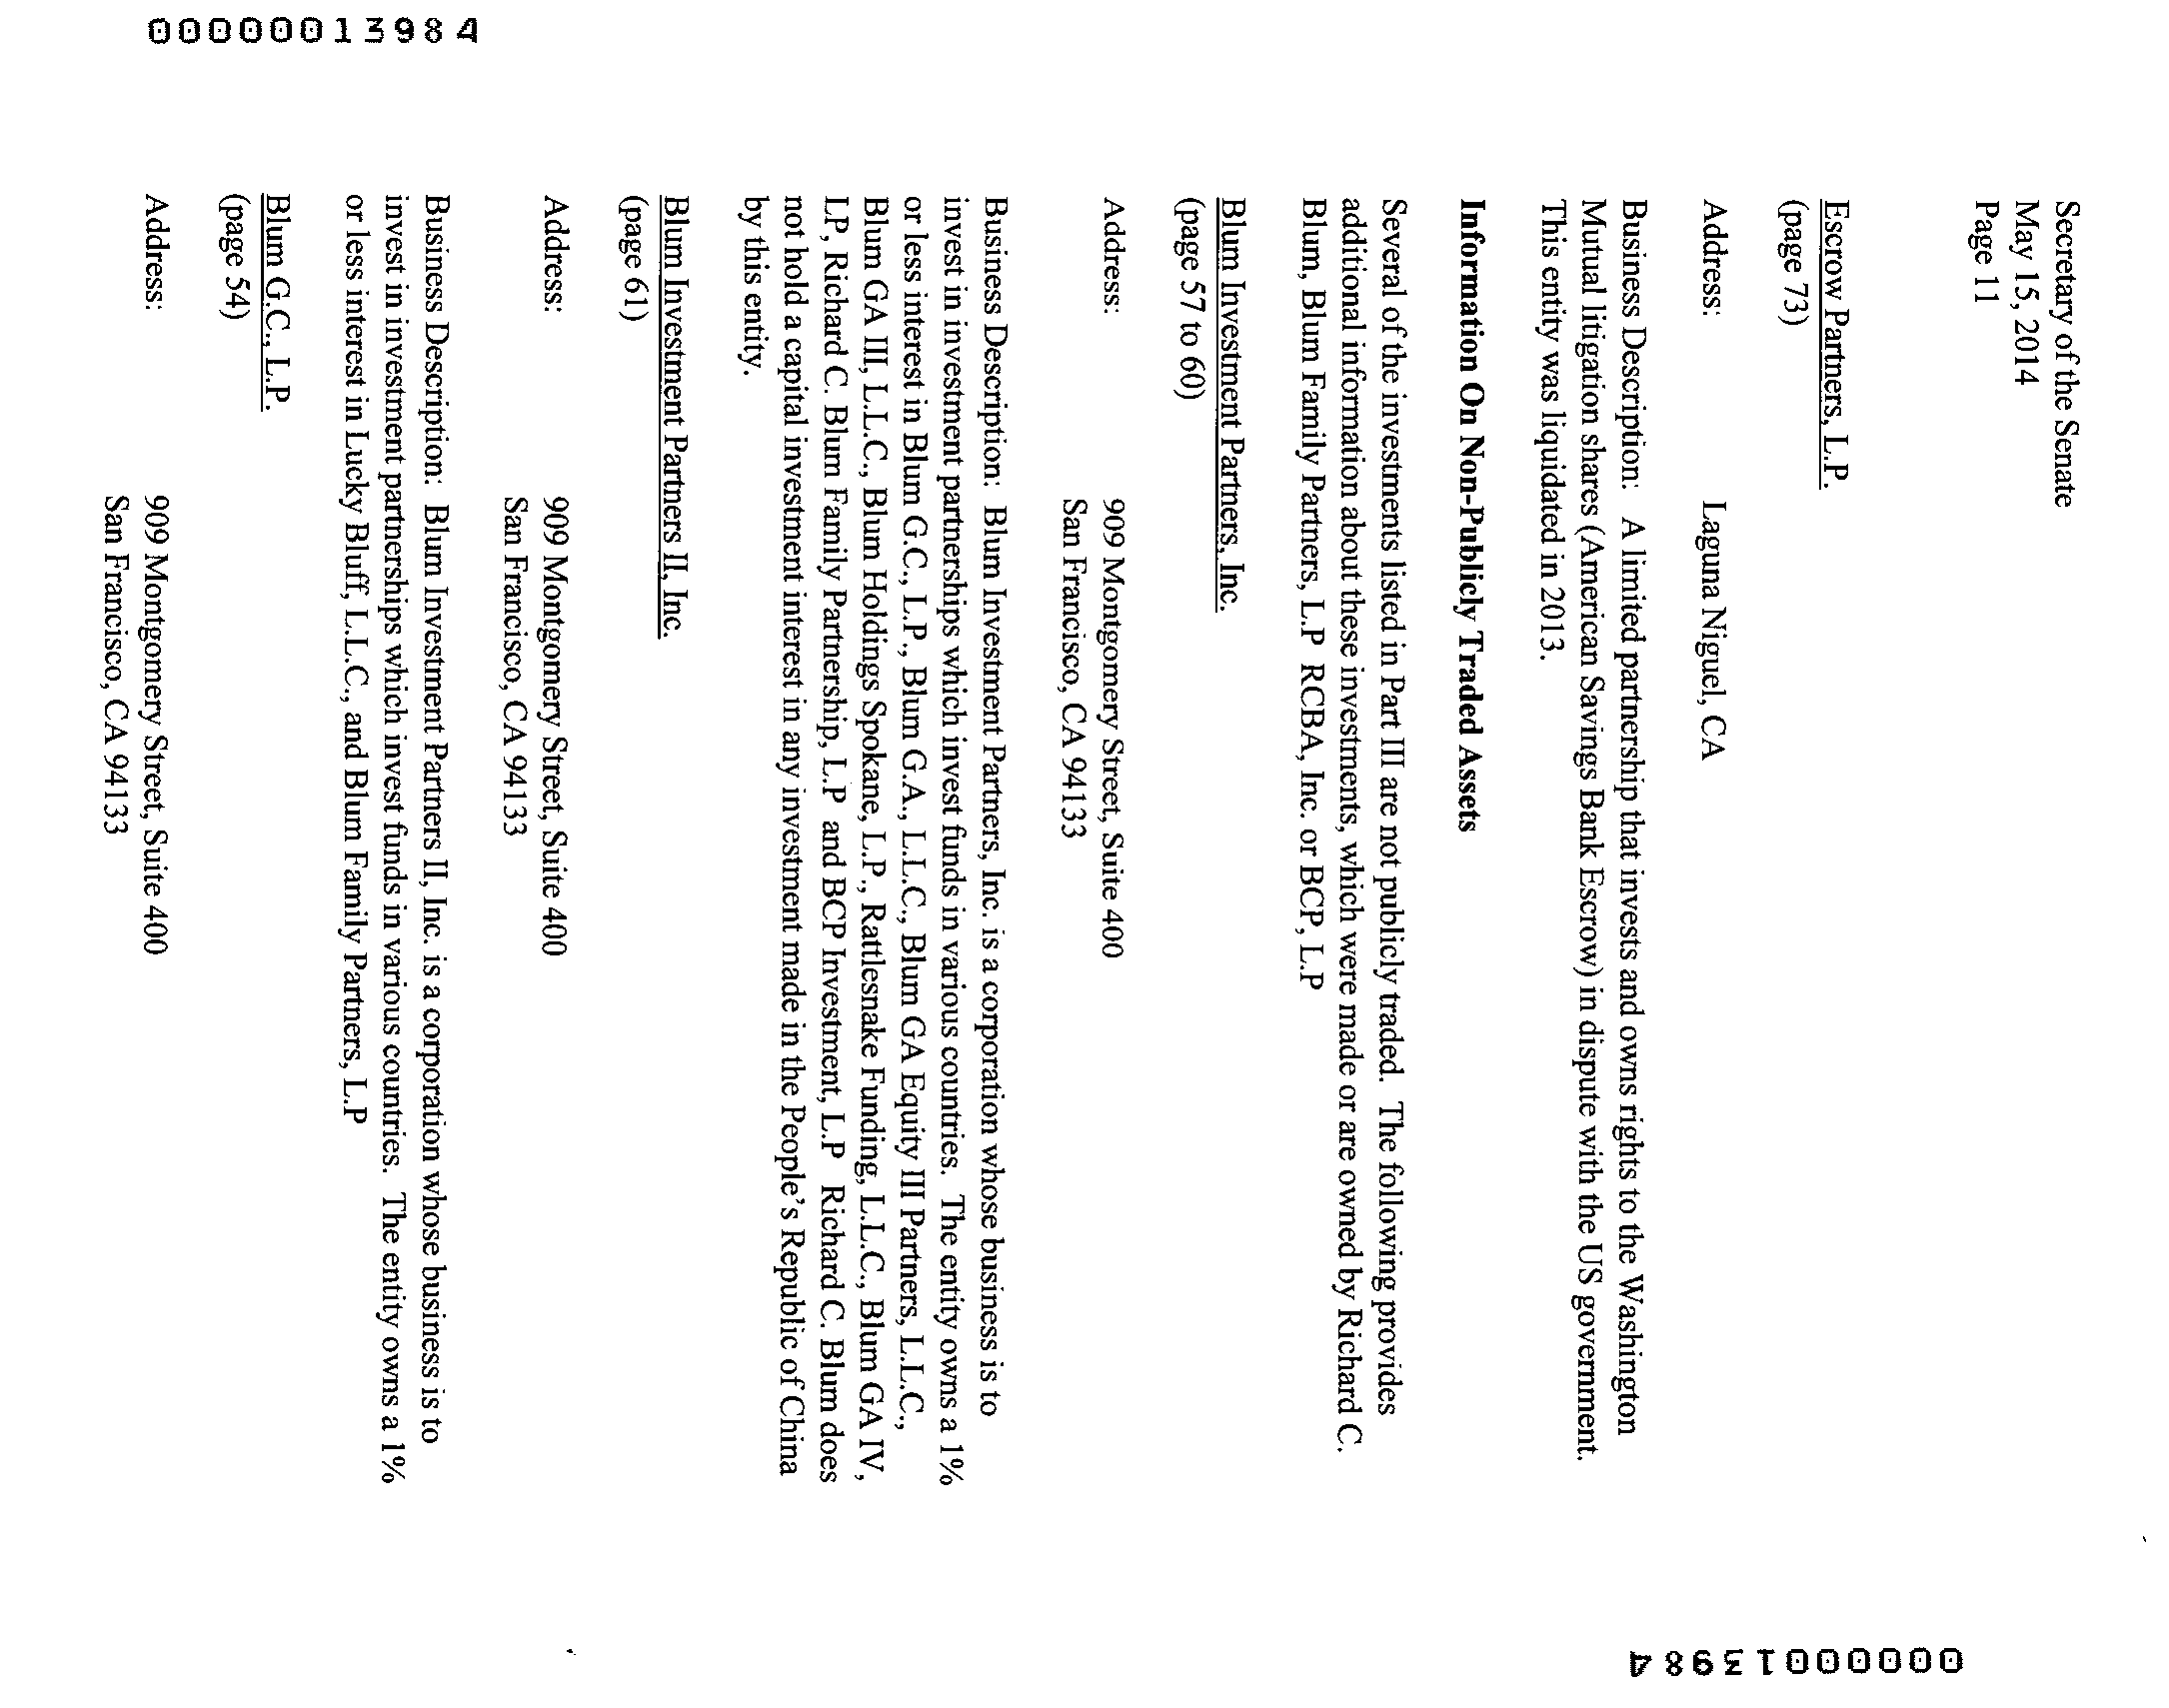 00000013984
Secretary of the Senate
May 15, 2014
Page 11
Escrow Partners, L.P.
(page 73)
Address: Laguna Niguel, CA
Business Description: A limited partnership that invests and owns rights to the Washington
Mutual litigation shares (American Savings Bank Escrow) in dispute with the US government.
This entity was liquidated in 2013.
Information On Non-Publicly Traded Assets
Several of the investments listed in Part III are not publicly traded. The following provides
additional information about these investments, which were made or are owned by Richard C.
Blum, Blum Family Partners, L.P RCBA, Inc. or BCP, L.P
Blum Investment Partners, Inc.
(page 57 to 60)
Address: 909 Montgomery Street, Suite 400
San Francisco, CA 94133
Business Description: Blum Investment Partners, Inc. is a corporation whose business is to
invest in investment partnerships which invest funds in various countries. The entity owns a 1%
or less interest in Blum G.C., L.P., Blum G.A., L.L.C., Blum GA Equity III Partners, L.L.C.,
Blum GA III, L.L.C., Blum Holdings Spokane, L.P., Rattlesnake Funding, L.L.C., Blum GA IV,
LP, Richard C. Blum Family Partnership, L.P and BCP Investment, L.P Richard C. Blum does
not hold a capital investment interest in any investment made in the People's Republic of China
by this entity.
Blum Investment Partners II, Inc.
(page 61)
Address: 909 Montgomery Street, Suite 400
San Francisco, CA 94133
Business Description: Blum Investment Partners II, Inc. is a corporation whose business is to
invest in investment partnerships which invest funds in various countries. The entity owns a 1%
or less interest in Lucky Bluff, L.L.C., and Blum Family Partners, L.P
Blum G.C., L.P.
(page 54)
Address: 909 Montgomery Street, Suite 400
San Francisco, CA 94133
00000013984